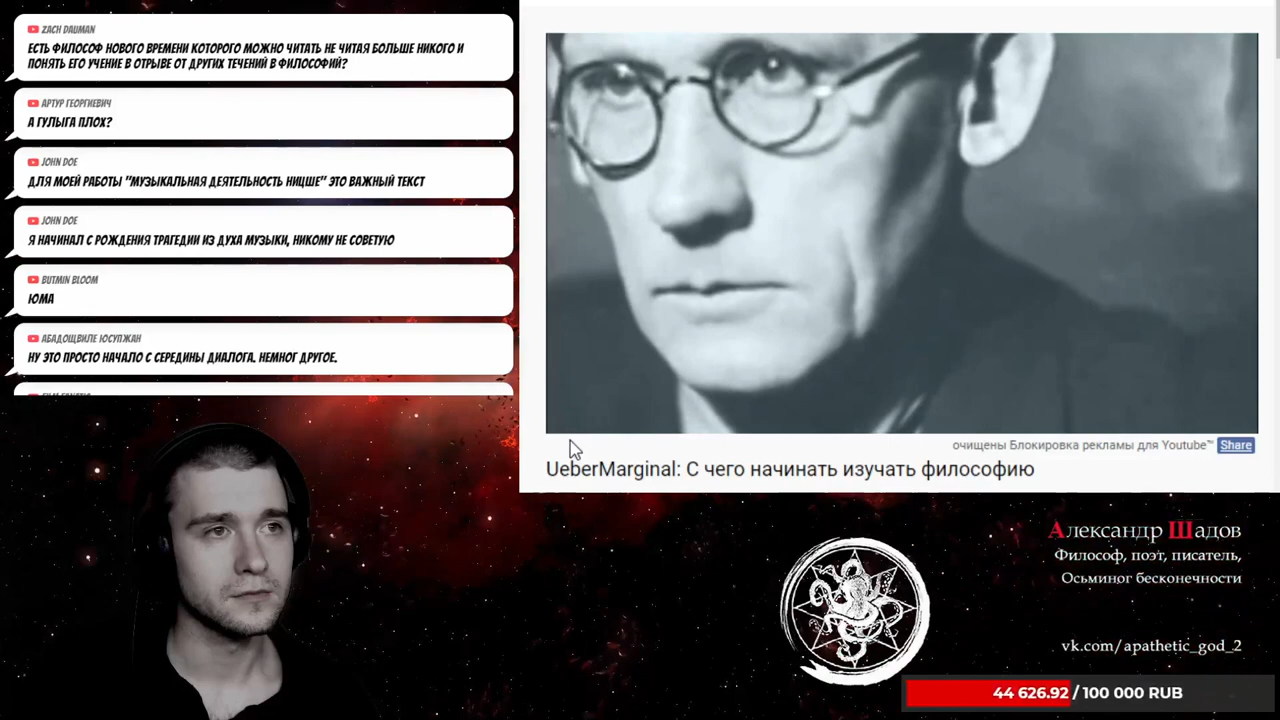 ZACH DAUMAN
ЕСТЬ ФИЛОСОФ НОВОГО ВРЕМЕНИ КОТОРОГО МОЖНО ЧИТАТЬ НЕ ЧИТАЯ БОЛЬШЕ НИКОГО И
ПОНЯТЬ ЕГО УЧЕНИЕ В ОТРЫВЕ ОТ ДРУГИХ ТЕЧЕНИЙ В ФИЛОСОФИЙ?
АРТУР ГЕОРГИЕВИЧ
А ГУЛЫГА ПЛОХ?
JOHN DOE
ДЛЯ МОЕЙ РАБОТЫ "МУЗЫКАЛЬНАЯ ДЕЯТЕЛЬНОСТЬ НИЦШЕ" ЭТО ВАЖНЫЙ ТЕКСТ
JOHN DOE
Я НАЧИНАЛ С РОЖДЕНИЯ ТРАГЕДИИ ИЗ ДУХА МУЗЫКИ, НИКОМУ НЕ СОВЕТУЮ
BUTMIN BLOOM
ЮМА
АБАДОЩВИЛЕ ЮСУПЖАН
НУ ЭТО ПРОСТО НАЧАЛО С СЕРЕДИНЫ ДИАЛОГА. НЕМНОГ ДРУГОЕ.
очищены Блокировка рекламы для Youtube™ Share
UeberMarginal: С чего начинать изучать философию
Александр Шадов
Философ, поэт, писатель,
Осьминог бесконечности
vk.com/apathetic_god_2
44 626.92 / 100 000 RUB